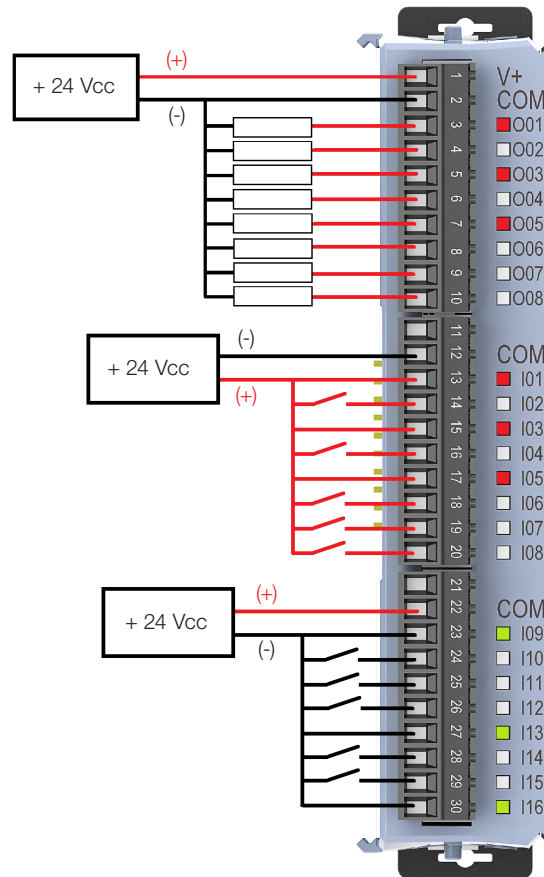 + 24 Vcc
(+)
(-)
1 V+
2 COM
3 O01
4 O02
5 O03
6 O04
7 O05
8 O06
9 O07
10 O08
11
+ 24 Vcc
(-)
(+)
12 COM
13 I01
14 I02
15 I03
16 I04
17 I05
18 I06
19 I07
20 I08
21
+ 24 Vcc
(+)
(-)
22 COM
23 I09
24 I10
25 I11
26 I12
27 I13
28 I14
29 I15
30 I16